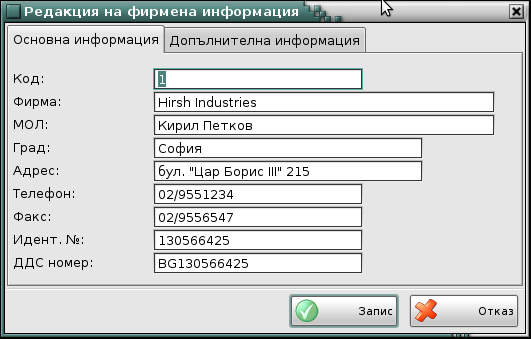 Редакция на фирмена информация
Основна информация Допълнителна информация
Код: 1
Фирма: Hirsh Industries
МОЛ: Кирил Петков
Град: София
Адрес: бул. "Цар Борис III" 215
Телефон: 02/9551234
Факс: 02/9556547
Идент. №: 130566425
ДДС номер: BG130566425
Запис Отказ